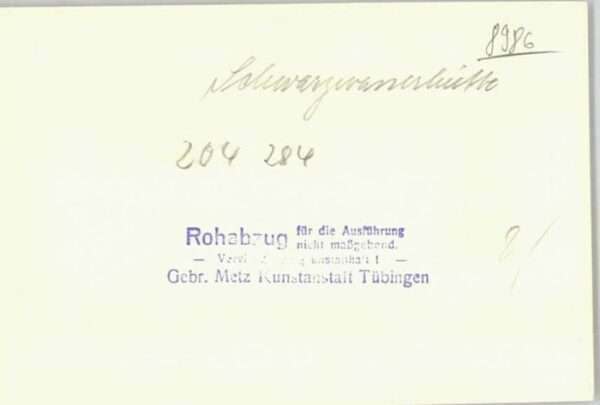 8986
Schwarzwasserhütte
204 284
Rohabzug für die Ausführung
nicht maßgebend.
Gebr. Metz Kunstanstalt Tübingen